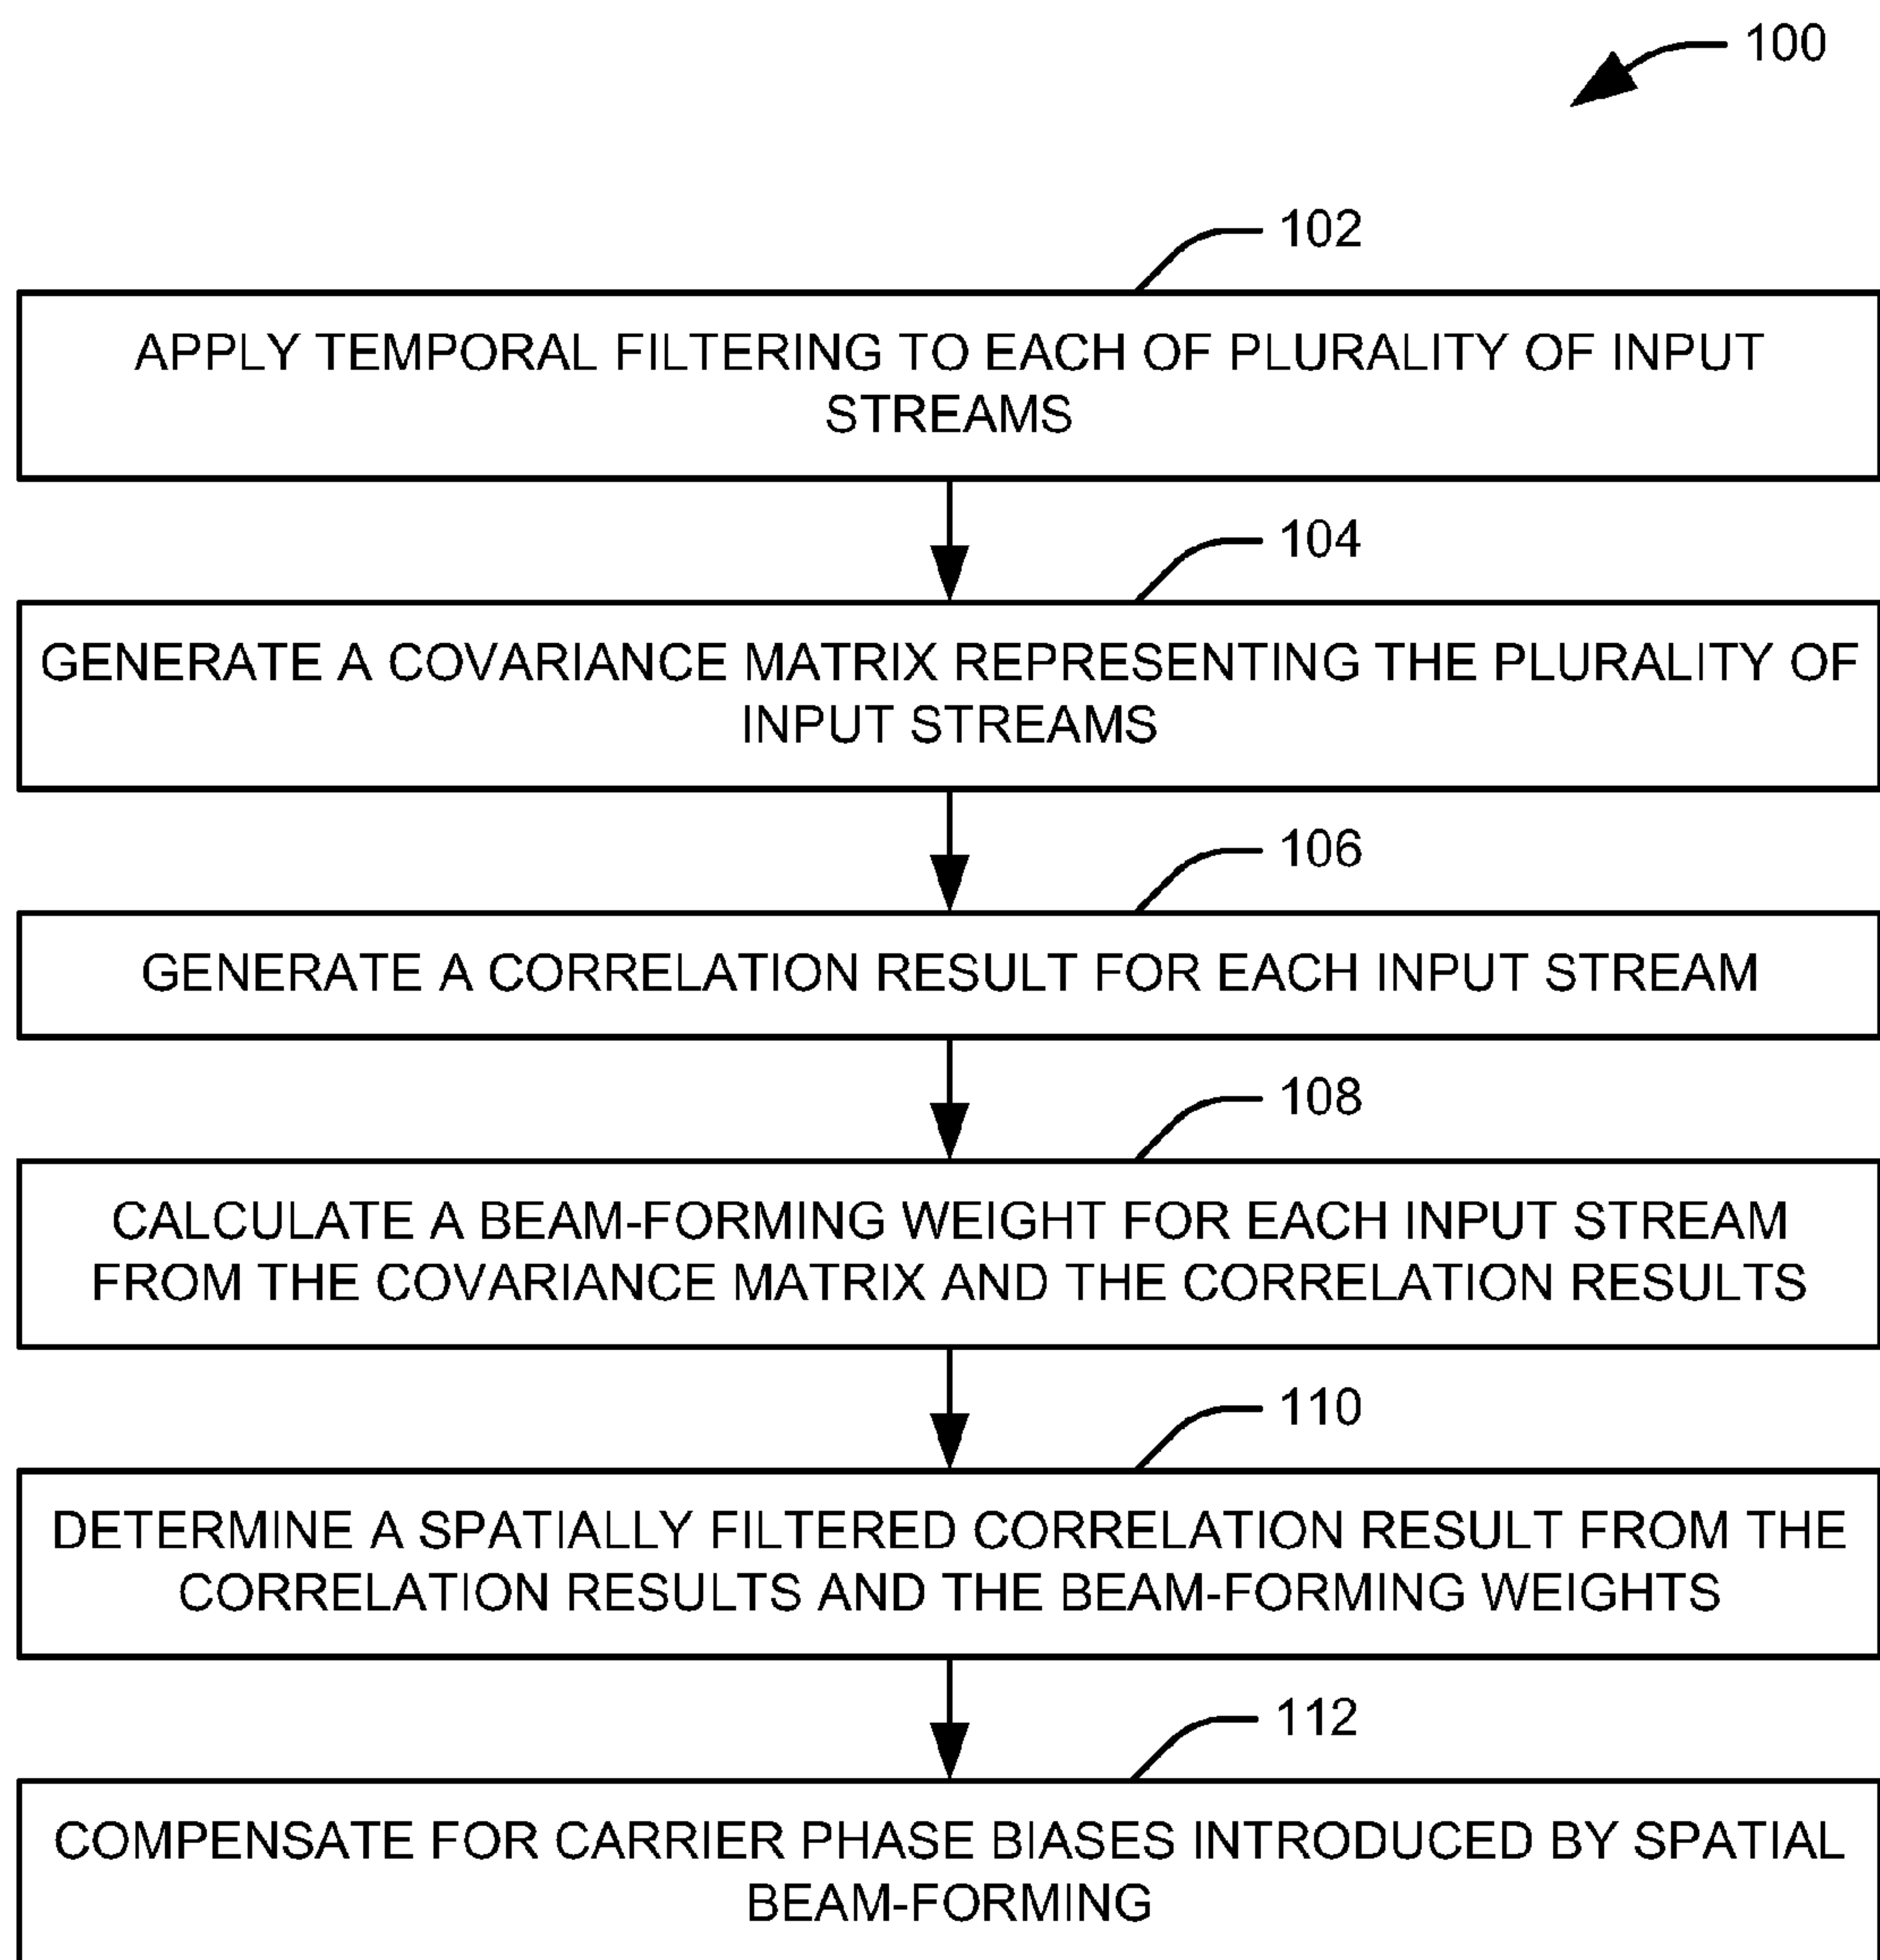 100
102
APPLY TEMPORAL FILTERING TO EACH OF PLURALITY OF INPUT
STREAMS
104
GENERATE A COVARIANCE MATRIX REPRESENTING THE PLURALITY OF
INPUT STREAMS
106
GENERATE A CORRELATION RESULT FOR EACH INPUT STREAM
108
CALCULATE A BEAM-FORMING WEIGHT FOR EACH INPUT STREAM
FROM THE COVARIANCE MATRIX AND THE CORRELATION RESULTS
110
DETERMINE A SPATIALLY FILTERED CORRELATION RESULT FROM THE
CORRELATION RESULTS AND THE BEAM-FORMING WEIGHTS
112
COMPENSATE FOR CARRIER PHASE BIASES INTRODUCED BY SPATIAL
BEAM-FORMING